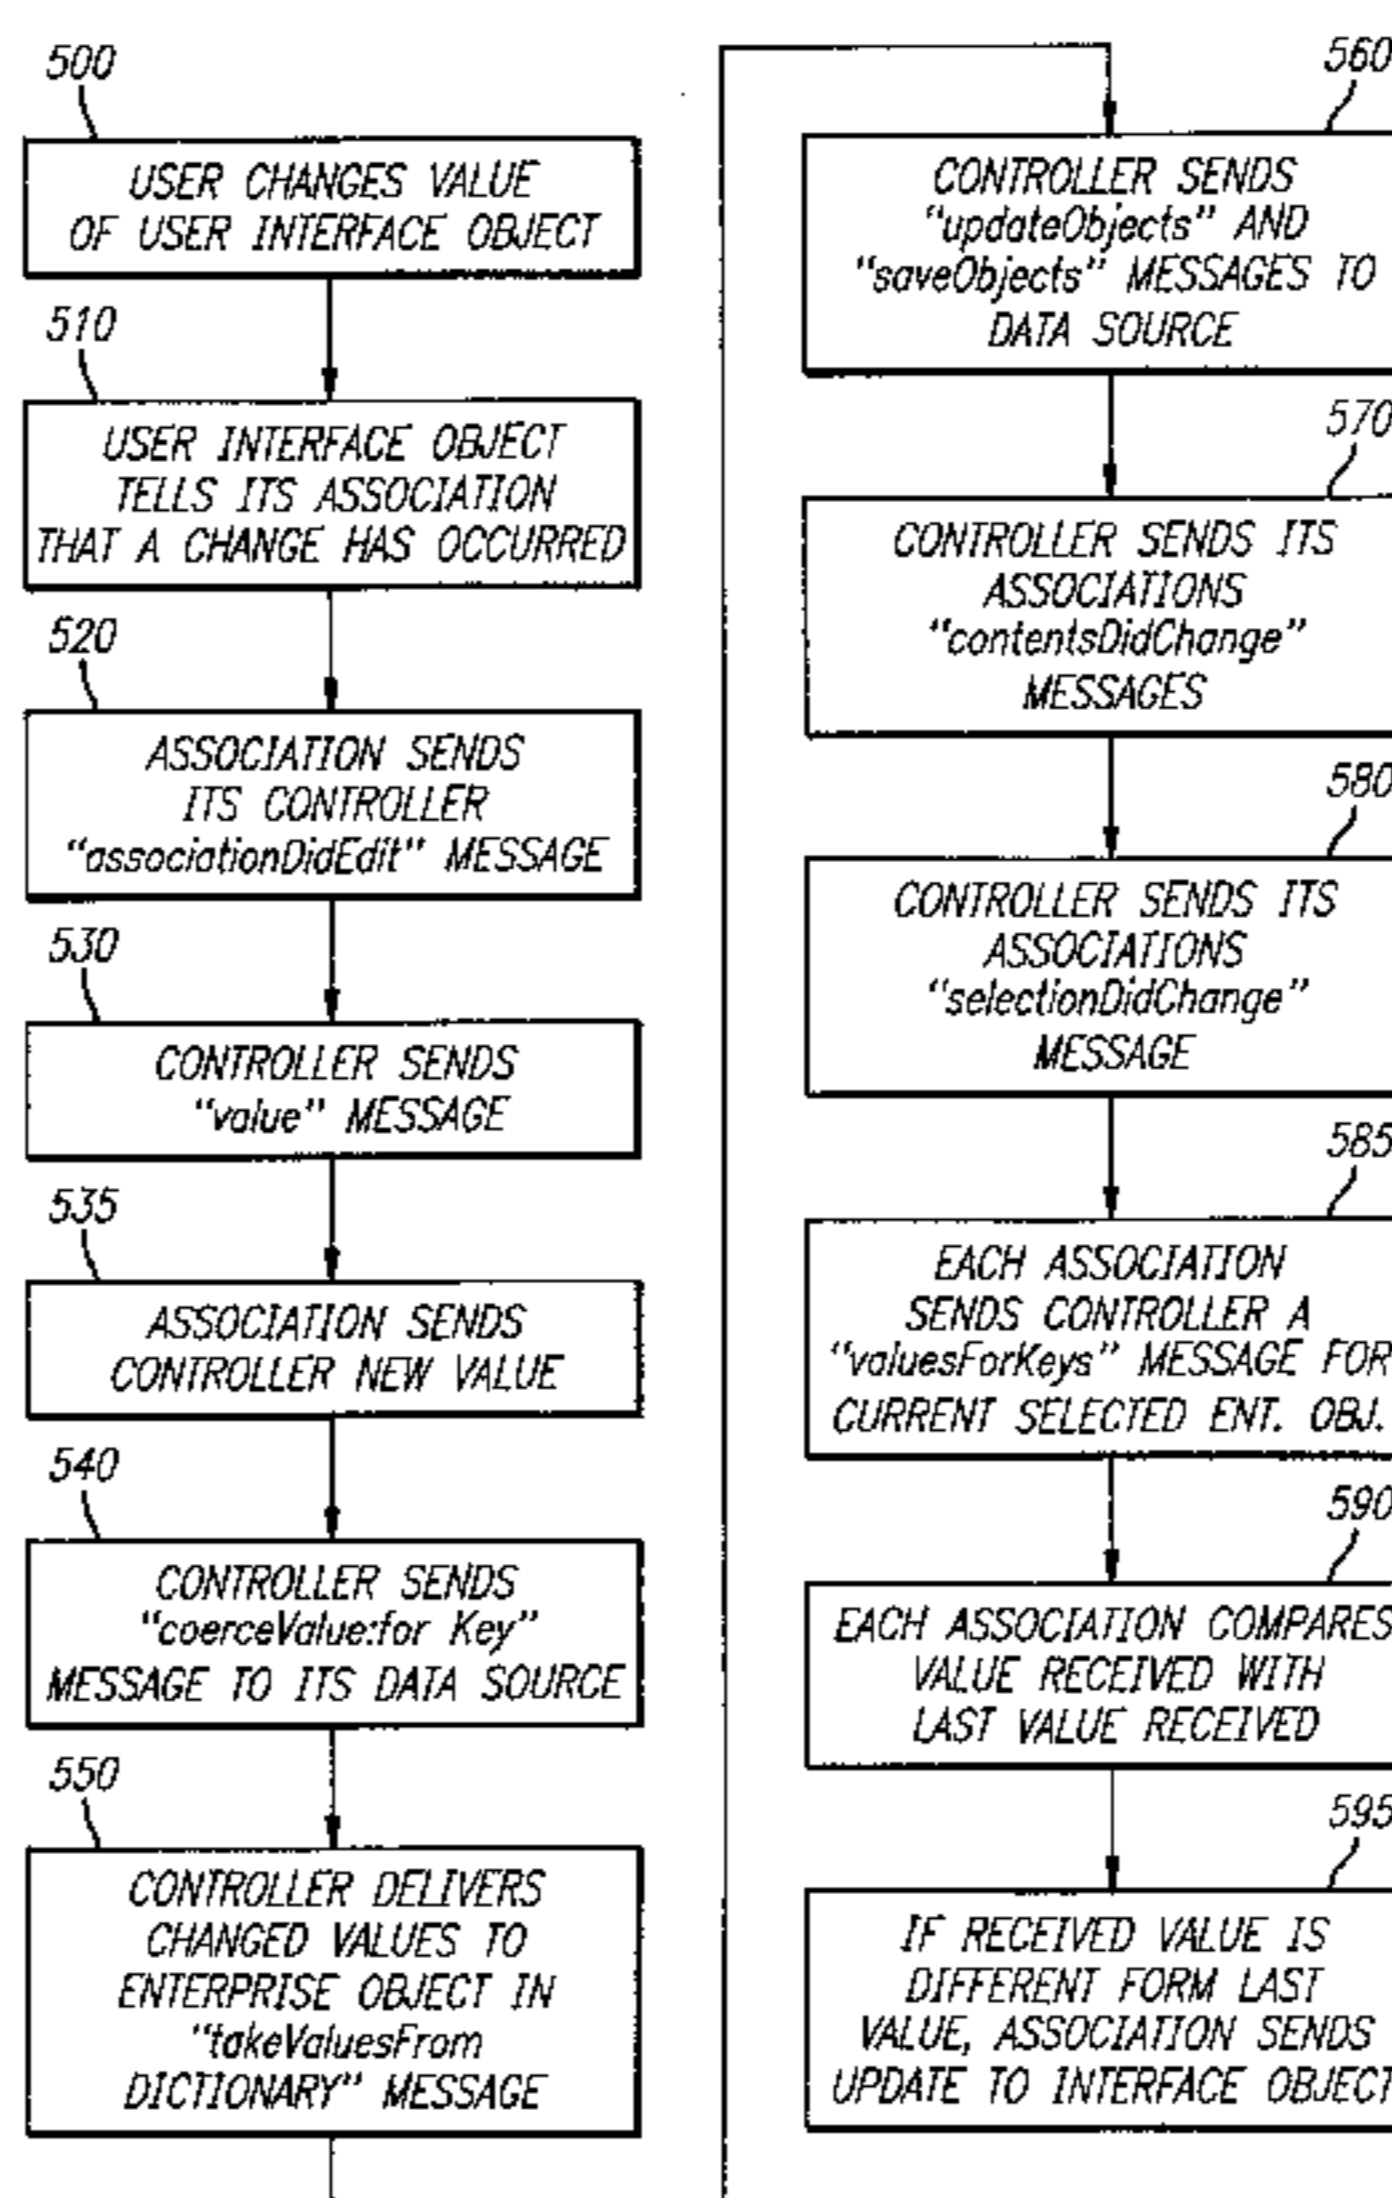 500
USER CHANGES VALUE
OF USER INTERFACE OBJECT
510
USER INTERFACE OBJECT
TELLS ITS ASSOCIATION
THAT A CHANGE HAS OCCURRED
520
ASSOCIATION SENDS
ITS CONTROLLER
"associationDidEdit" MESSAGE
530
CONTROLLER SENDS
"value" MESSAGE
535
ASSOCIATION SENDS
CONTROLLER NEW VALUE
540
CONTROLLER SENDS
"coerceValue:for Key"
MESSAGE TO ITS DATA SOURCE
550
CONTROLLER DELIVERS
CHANGED VALUES TO
ENTERPRISE OBJECT IN
"takeValuesFrom
DICTIONARY" MESSAGE
560
CONTROLLER SENDS
"updateObjects" AND
"saveObjects" MESSAGES TO
DATA SOURCE
570
CONTROLLER SENDS ITS
ASSOCIATIONS
"contentsDidChange"
MESSAGES
580
CONTROLLER SENDS ITS
ASSOCIATIONS
"selectionDidChange"
MESSAGE
585
EACH ASSOCIATION
SENDS CONTROLLER A
"valuesForKeys" MESSAGE FOR
CURRENT SELECTED ENT. OBJ.
590
EACH ASSOCIATION COMPARES
VALUE RECEIVED WITH
LAST VALUE RECEIVED
595
IF RECEIVED VALUE IS
DIFFERENT FORM LAST
VALUE, ASSOCIATION SENDS
UPDATE TO INTERFACE OBJECT